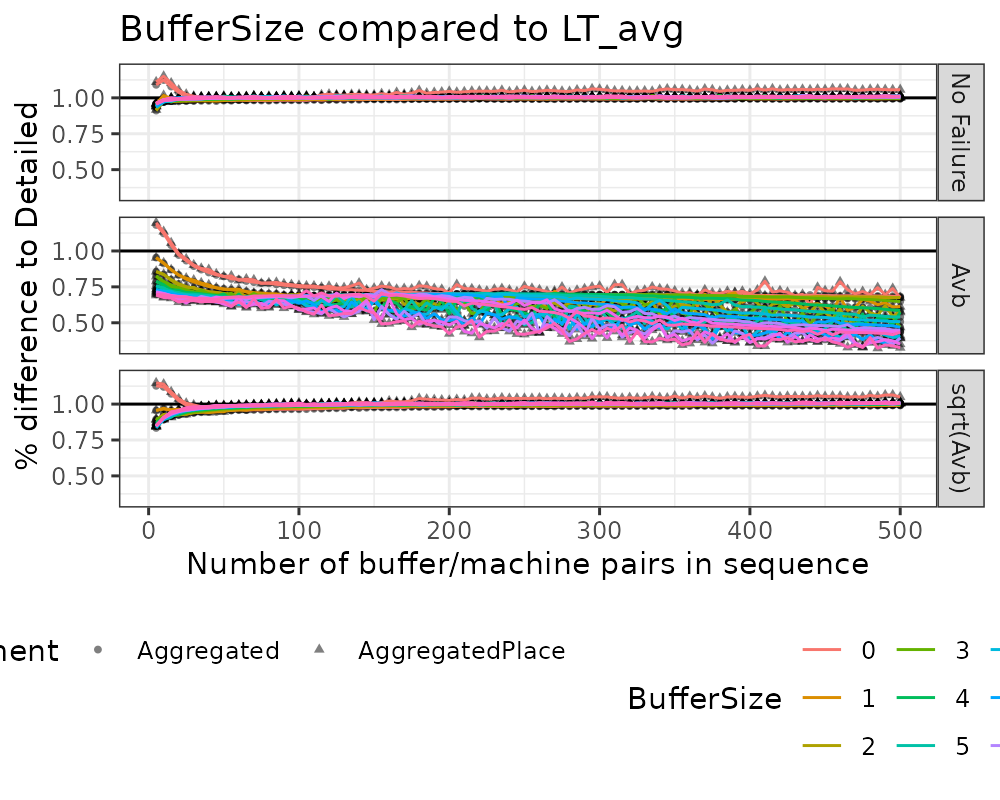 BufferSize compared to LT_avg
% difference to Detailed
1.00
0.75
0.50
No Failure
1.00
0.75
0.50
Avb
1.00
0.75
0.50
sqrt(Avb)
0 100 200 300 400 500
Number of buffer/machine pairs in sequence
Aggregated AggregatedPlace
BufferSize
0 3
1 4
2 5